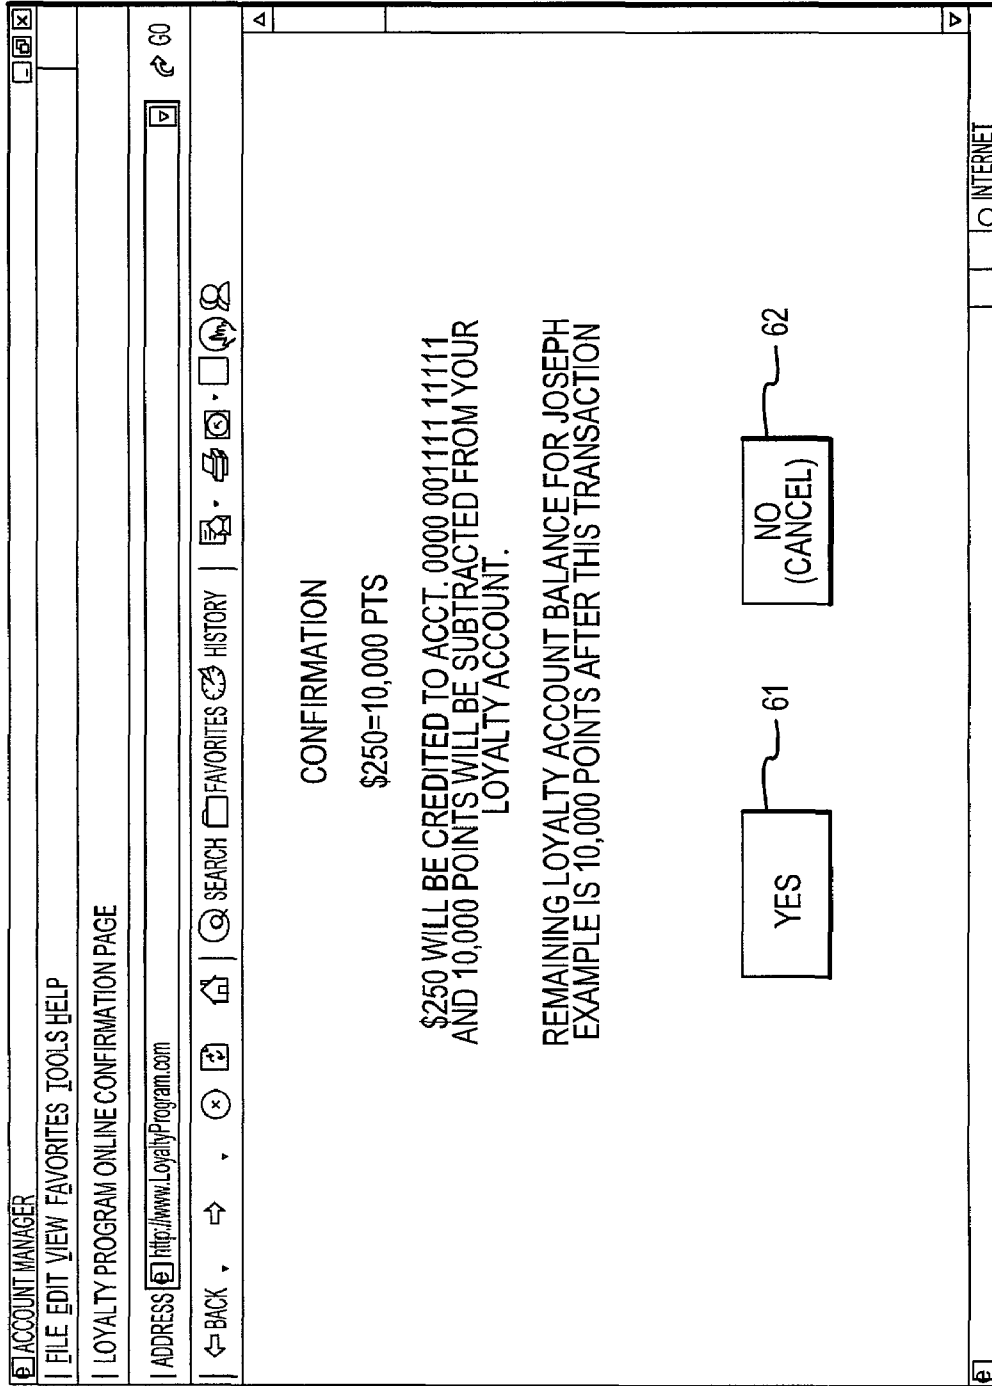 ACCOUNT MANAGER
FILE EDIT VIEW FAVORITES TOOLS HELP
LOYALTY PROGRAM ONLINE CONFIRMATION PAGE
ADDRESS http://www.LoyaltyProgram.com GO
BACK SEARCH FAVORITES HISTORY
CONFIRMATION
$250=10,000 PTS
$250 WILL BE CREDITED TO ACCT. 0000 001111 11111
AND 10,000 POINTS WILL BE SUBTRACTED FROM YOUR
LOYALTY ACCOUNT.
REMAINING LOYALTY ACCOUNT BALANCE FOR JOSEPH
EXAMPLE IS 10,000 POINTS AFTER THIS TRANSACTION
YES
61
NO
(CANCEL)
62
INTERNET